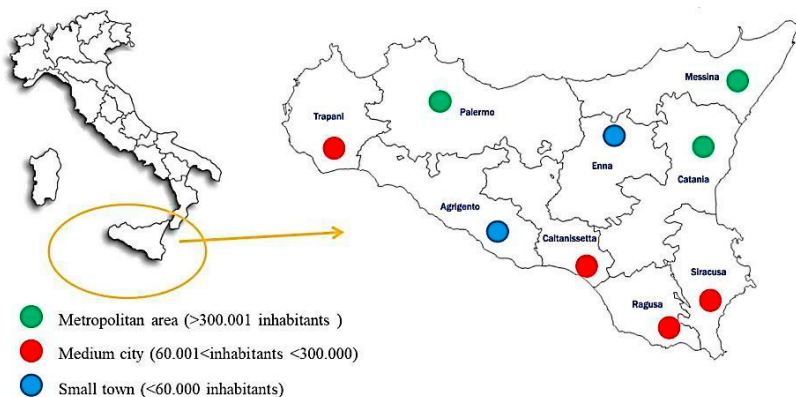 Messina
Trapani
Palermo
Enna
Catania
Agrigento
Caltanissetta
Siracusa
Ragusa
Metropolitan area (>300.001 inhabitants )
Medium city (60.001<inhabitants <300.000)
Small town (<60.000 inhabitants)